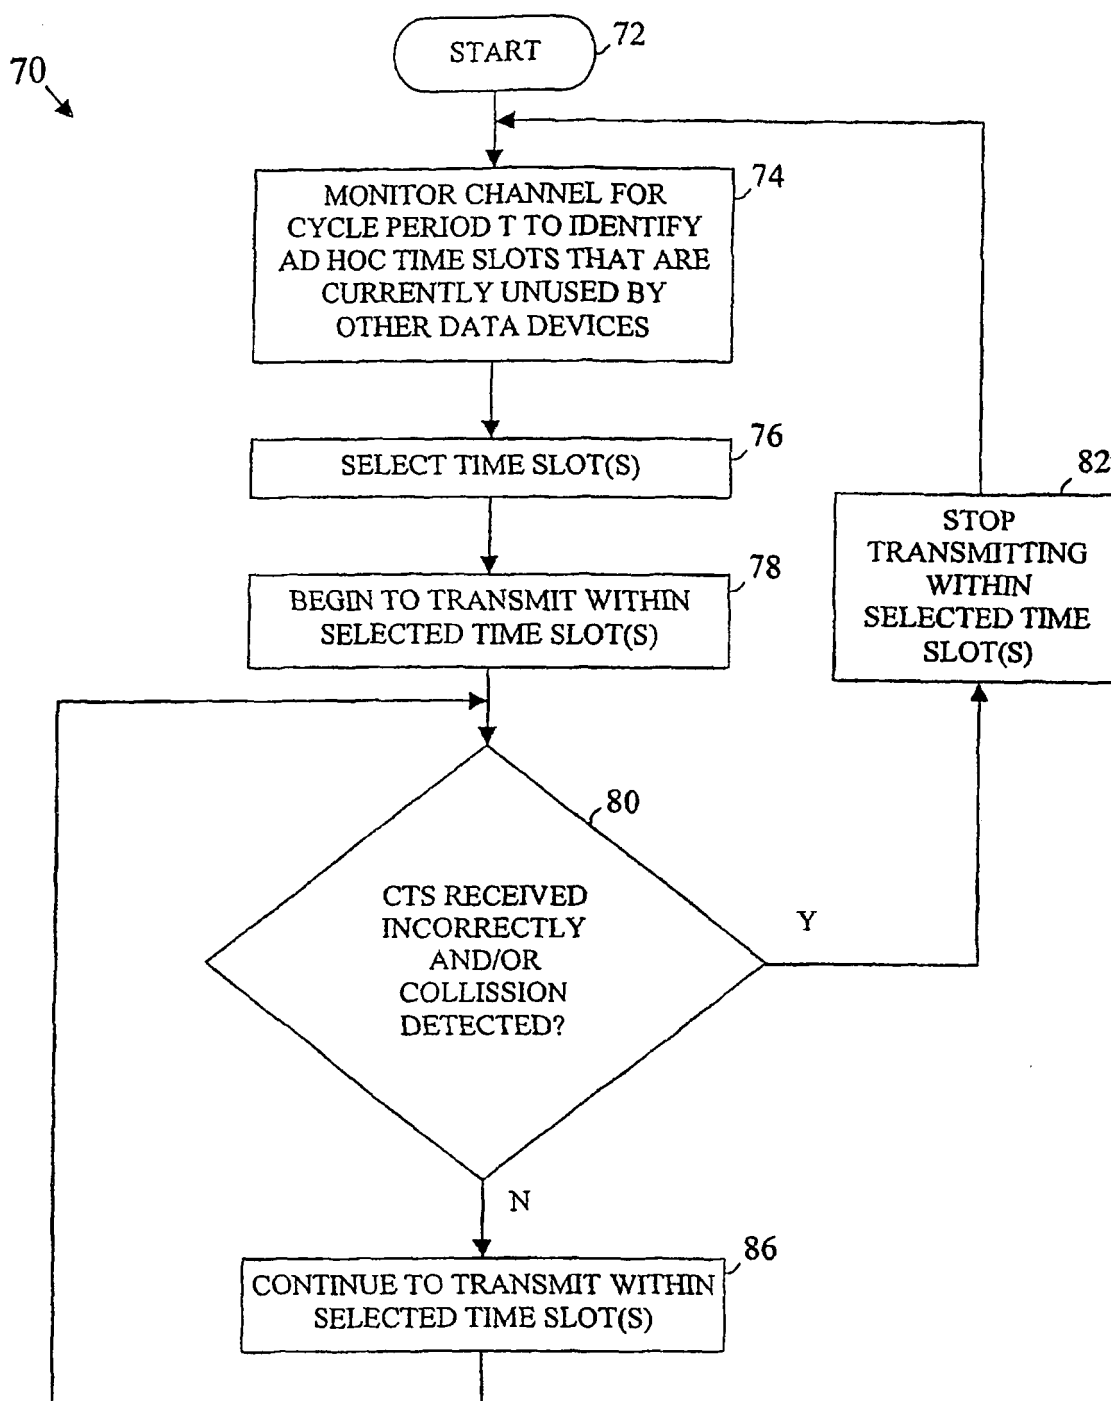 START
72
70
74
MONITOR CHANNEL FOR
CYCLE PERIOD T TO IDENTIFY
AD HOC TIME SLOTS THAT ARE
CURRENTLY UNUSED BY
OTHER DATA DEVICES
76
SELECT TIME SLOT(S)
82
STOP
TRANSMITTING
WITHIN
SELECTED TIME
SLOT(S)
78
BEGIN TO TRANSMIT WITHIN
SELECTED TIME SLOT(S)
80
CTS RECEIVED
INCORRECTLY
AND/OR
COLLISSION
DETECTED?
Y
N
86
CONTINUE TO TRANSMIT WITHIN
SELECTED TIME SLOT(S)